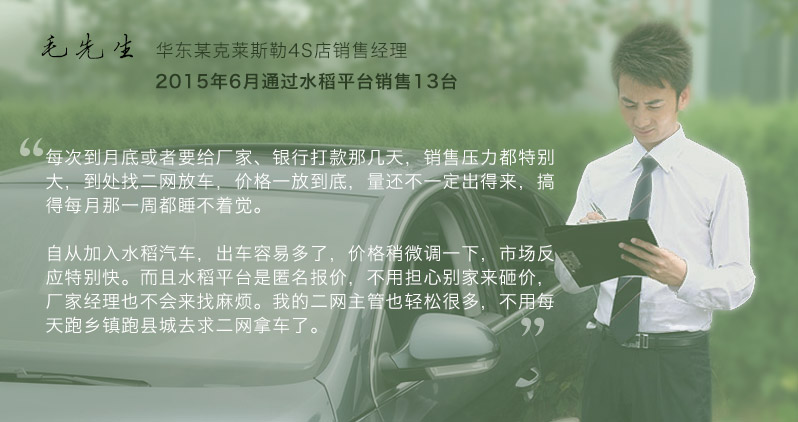 毛先生 华东某克莱斯勒4S店销售经理
2015年6月通过水稻平台销售13台
“每次到月底或者要给厂家、银行打款那几天，销售压力都特别
大，到处找二网放车，价格一放到底，量还不一定出得来，搞
得每月那一周都睡不着觉。
自从加入水稻汽车，出车容易多了，价格稍微调一下，市场反
应特别快。而且水稻平台是匿名报价，不用担心别家来砸价，
厂家经理也不会来找麻烦。我的二网主管也轻松很多，不用每
天跑乡镇跑县城去求二网拿车了。”